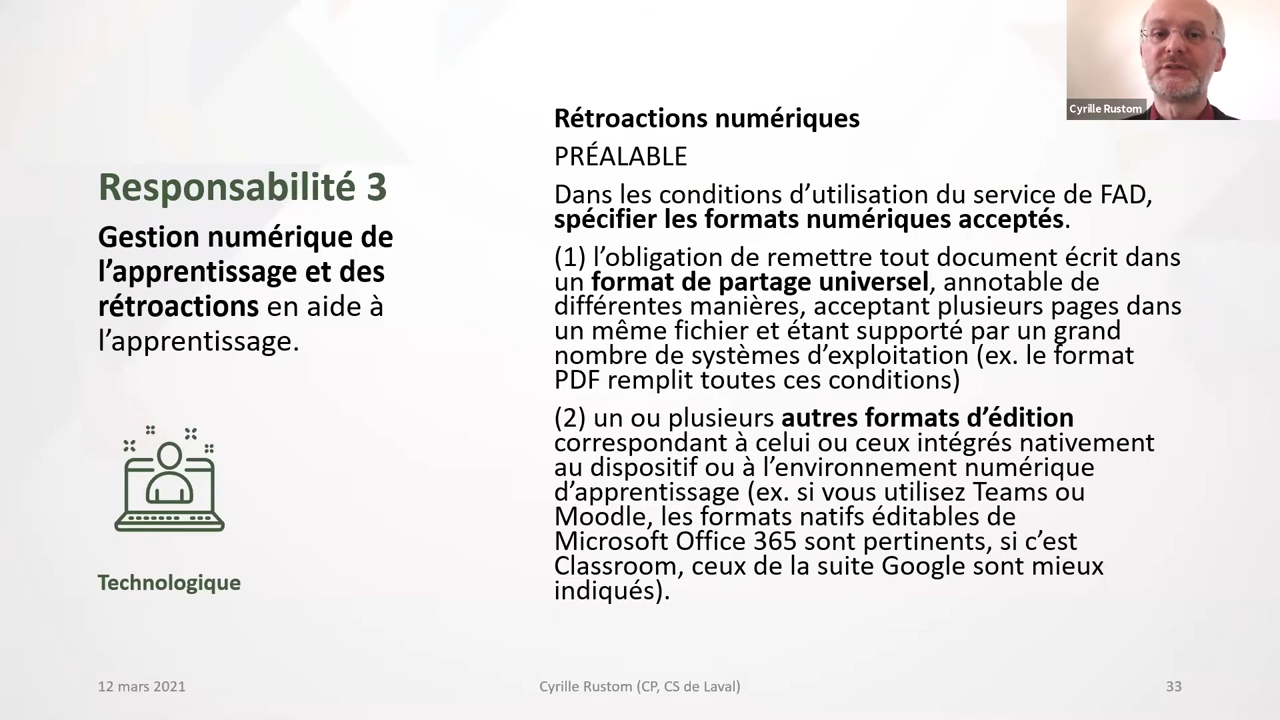 Cyrille Rustom
Responsabilité 3
Gestion numérique de
l’apprentissage et des
rétroactions en aide à
l’apprentissage.
Technologique
Rétroactions numériques
PRÉALABLE
Dans les conditions d’utilisation du service de FAD,
spécifier les formats numériques acceptés.
(1) l’obligation de remettre tout document écrit dans
un format de partage universel, annotable de
différentes manières, acceptant plusieurs pages dans
un même fichier et étant supporté par un grand
nombre de systèmes d’exploitation (ex. le format
PDF remplit toutes ces conditions)
(2) un ou plusieurs autres formats d’édition
correspondant à celui ou ceux intégrés nativement
au dispositif ou à l’environnement numérique
d’apprentissage (ex. si vous utilisez Teams ou
Moodle, les formats natifs éditables de
Microsoft Office 365 sont pertinents, si c’est
Classroom, ceux de la suite Google sont mieux
indiqués).
12 mars 2021
Cyrille Rustom (CP, CS de Laval)
33